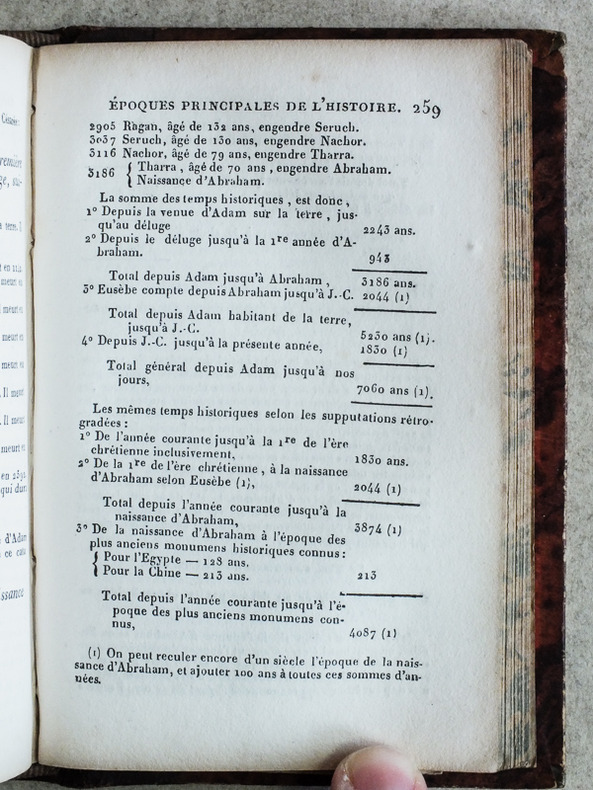 ÉPOQUES PRINCIPALES DE L'HISTOIRE. 259
2905 Rhgan, âgé de 132 ans, engendre Seruch.
3037 Seruch, âgé de 130 ans, engendre Nachor.
3116 Nachor, âgé de 79 ans, engendre Tharra.
3186 { Tharra, âgé de 70 ans, engendre Abraham.
Naissance d'Abraham.
La somme des temps historiques, est donc,
1° Depuis la venue d'Adam sur la terre, jus-
qu'au déluge 2243 ans.
2° Depuis le déluge jusqu'à la 1re année d'A-
braham. 943
Total depuis Adam jusqu'à Abraham, 3186 ans.
3° Eusèbe compte depuis Abraham jusqu'à J.-C. 2044 (1)
Total depuis Adam habitant de la terre,
jusqu'à J.-C. 5230 ans (1).
4° Depuis J.-C. jusqu'à la présente année, 1830 (1)
Total général depuis Adam jusqu'à nos
jours, 7060 ans (1).
Les mêmes temps historiques selon les supputations rétro-
gradées :
1° De l'année courante jusqu'à la 1re de l'ère
chrétienne inclusivement, 1830 ans.
2° De la 1re de l'ère chrétienne, à la naissance
d'Abraham selon Eusèbe (1), 2044 (1)
Total depuis l'année courante jusqu'à la
naissance d'Abraham, 3874 (1)
3° De la naissance d'Abraham à l'époque des
plus anciens monumens historiques connus :
{ Pour l'Egypte — 128 ans.
Pour la Chine — 213 ans. 213
Total depuis l'année courante jusqu'à l'é-
poque des plus anciens monumens con-
nus, 4087 (1)
(1) On peut reculer encore d'un siècle l'époque de la nais-
sance d'Abraham, et ajouter 100 ans à toutes ces sommes d'an-
nées.